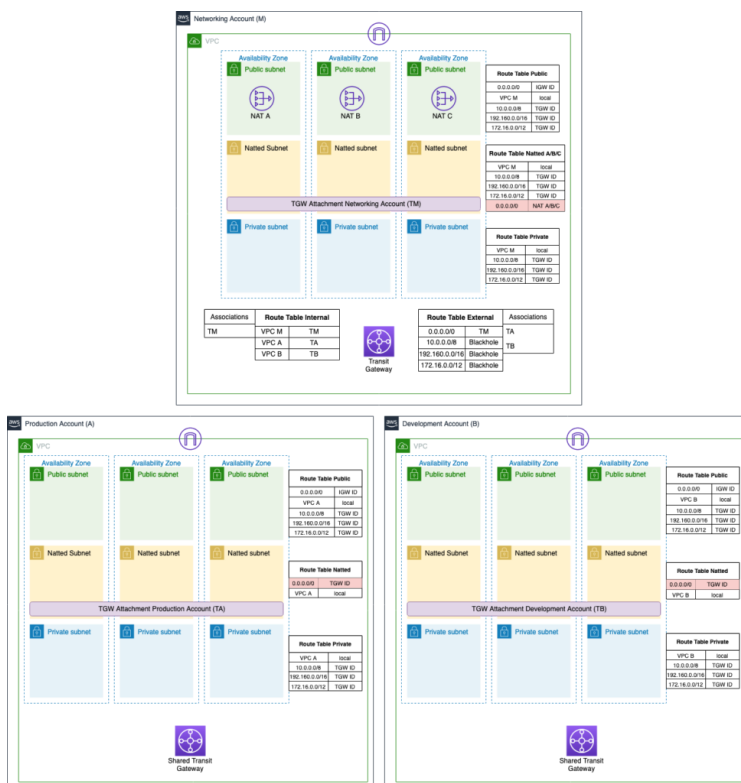 aws Networking Account (M)
VPC
Availability Zone Availability Zone Availability Zone
Public subnet Public subnet Public subnet
NAT A NAT B NAT C
Natted Subnet Natted subnet Natted subnet
TGW Attachment Networking Account (TM)
Private subnet Private subnet Private subnet
Route Table Public
0.0.0.0/0 IGW ID
VPC M local
10.0.0.0/8 TGW ID
192.160.0.0/16 TGW ID
172.16.0.0/12 TGW ID
Route Table Natted A/B/C
VPC M local
10.0.0.0/8 TGW ID
192.160.0.0/16 TGW ID
172.16.0.0/12 TGW ID
0.0.0.0/0 NAT A/B/C
Route Table Private
VPC M local
10.0.0.0/8 TGW ID
192.160.0.0/16 TGW ID
172.16.0.0/12 TGW ID
Associations Route Table Internal
TM VPC M TM
VPC A TA
VPC B TB
Transit
Gateway
Route Table External Associations
0.0.0.0/0 TM TA
10.0.0.0/8 Blackhole TB
192.160.0.0/16 Blackhole
172.16.0.0/12 Blackhole
aws Production Account (A)
VPC
Availability Zone Availability Zone Availability Zone
Public subnet Public subnet Public subnet
Natted Subnet Natted subnet Natted subnet
TGW Attachment Production Account (TA)
Private subnet Private subnet Private subnet
Route Table Public
0.0.0.0/0 IGW ID
VPC A local
10.0.0.0/8 TGW ID
192.160.0.0/16 TGW ID
172.16.0.0/12 TGW ID
Route Table Natted
0.0.0.0/0 TGW ID
VPC A local
Route Table Private
VPC A local
10.0.0.0/8 TGW ID
192.160.0.0/16 TGW ID
172.16.0.0/12 TGW ID
Shared Transit
Gateway
aws Development Account (B)
VPC
Availability Zone Availability Zone Availability Zone
Public subnet Public subnet Public subnet
Natted Subnet Natted subnet Natted subnet
TGW Attachment Development Account (TB)
Private subnet Private subnet Private subnet
Route Table Public
0.0.0.0/0 IGW ID
VPC B local
10.0.0.0/8 TGW ID
192.160.0.0/16 TGW ID
172.16.0.0/12 TGW ID
Route Table Natted
0.0.0.0/0 TGW ID
VPC B local
Route Table Private
VPC B local
10.0.0.0/8 TGW ID
192.160.0.0/16 TGW ID
172.16.0.0/12 TGW ID
Shared Transit
Gateway